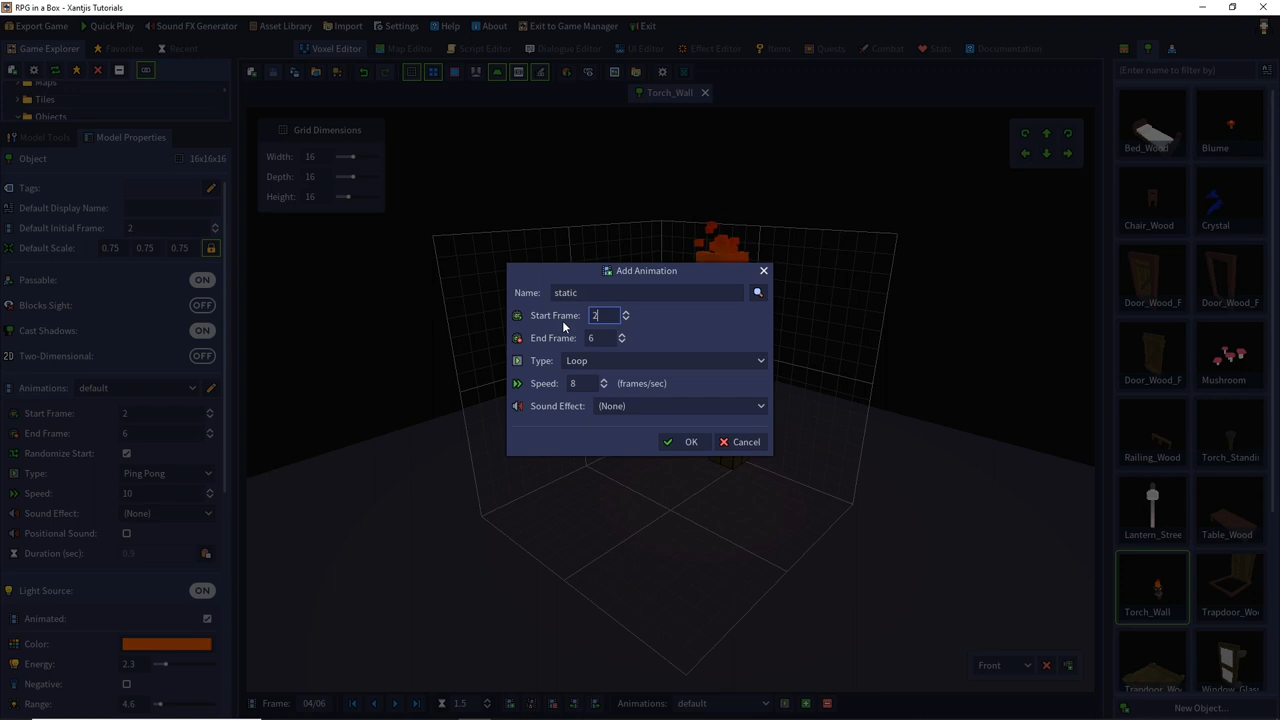 RPG in a Box - Xantjis Tutorials
Export Game
Quick Play
Sound FX Generator
Asset Library
Import
Settings
Help
About
Exit to Game Manager
Exit
Game Explorer
Favorites
Recent
Voxel Editor
Map Editor
Script Editor
Dialogue Editor
UI Editor
Effect Editor
Items
Quests
Combat
Stats
Documentation
Maps
Tiles
Objects
Torch_Wall
(Enter name to filter by)
Model Tools
Model Properties
Object
16x16x16
Tags:
Default Display Name:
Default Initial Frame: 2
Default Scale: 0.75 0.75 0.75
Passable: ON
Blocks Sight: OFF
Cast Shadows: ON
Two-Dimensional: OFF
Animations: default
Start Frame: 2
End Frame: 6
Randomize Start:
Type: Ping Pong
Speed: 10
Sound Effect: (None)
Positional Sound:
Duration (sec): 0.9
Light Source: ON
Animated:
Color:
Energy: 2.3
Negative:
Range: 4.6
Grid Dimensions
Width: 16
Depth: 16
Height: 16
Add Animation
Name: static
Start Frame: 2
End Frame: 6
Type: Loop
Speed: 8 (frames/sec)
Sound Effect: (None)
OK
Cancel
Front
Frame: 04/06
1.5
Animations: default
Bed_Wood
Blume
Chair_Wood
Crystal
Door_Wood_F
Door_Wood_F
Door_Wood_F
Mushroom
Railing_Wood
Torch_Standi
Lantern_Stree
Table_Wood
Torch_Wall
Trapdoor_Woo
Trapdoor_Woo
Window_Glass
New Object...